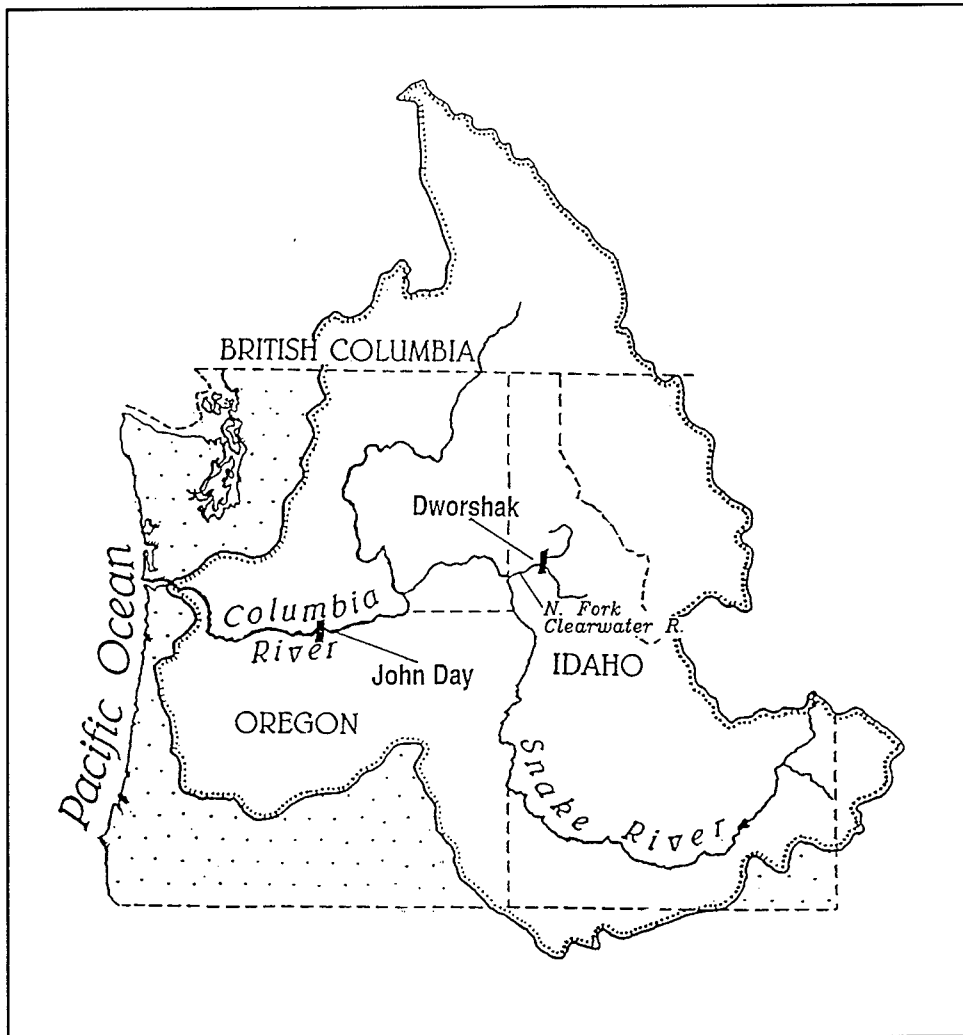 BRITISH COLUMBIA
Dworshak
Pacific Ocean
Columbia
River
N. Fork
Clearwater R.
John Day
IDAHO
OREGON
Snake River